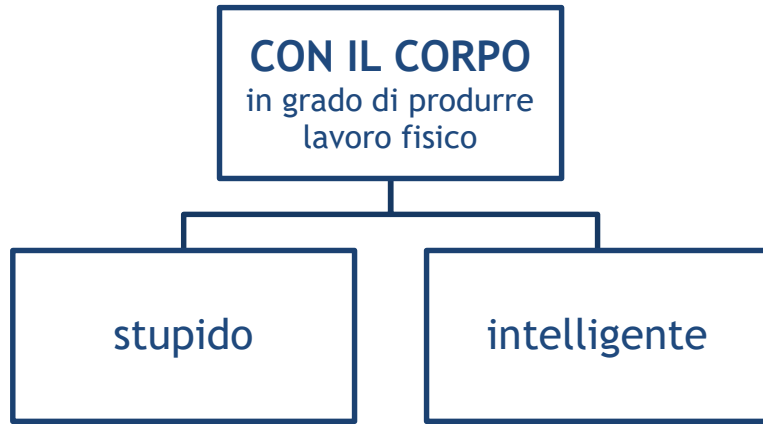 CON IL CORPO
in grado di produrre
lavoro fisico
stupido
intelligente